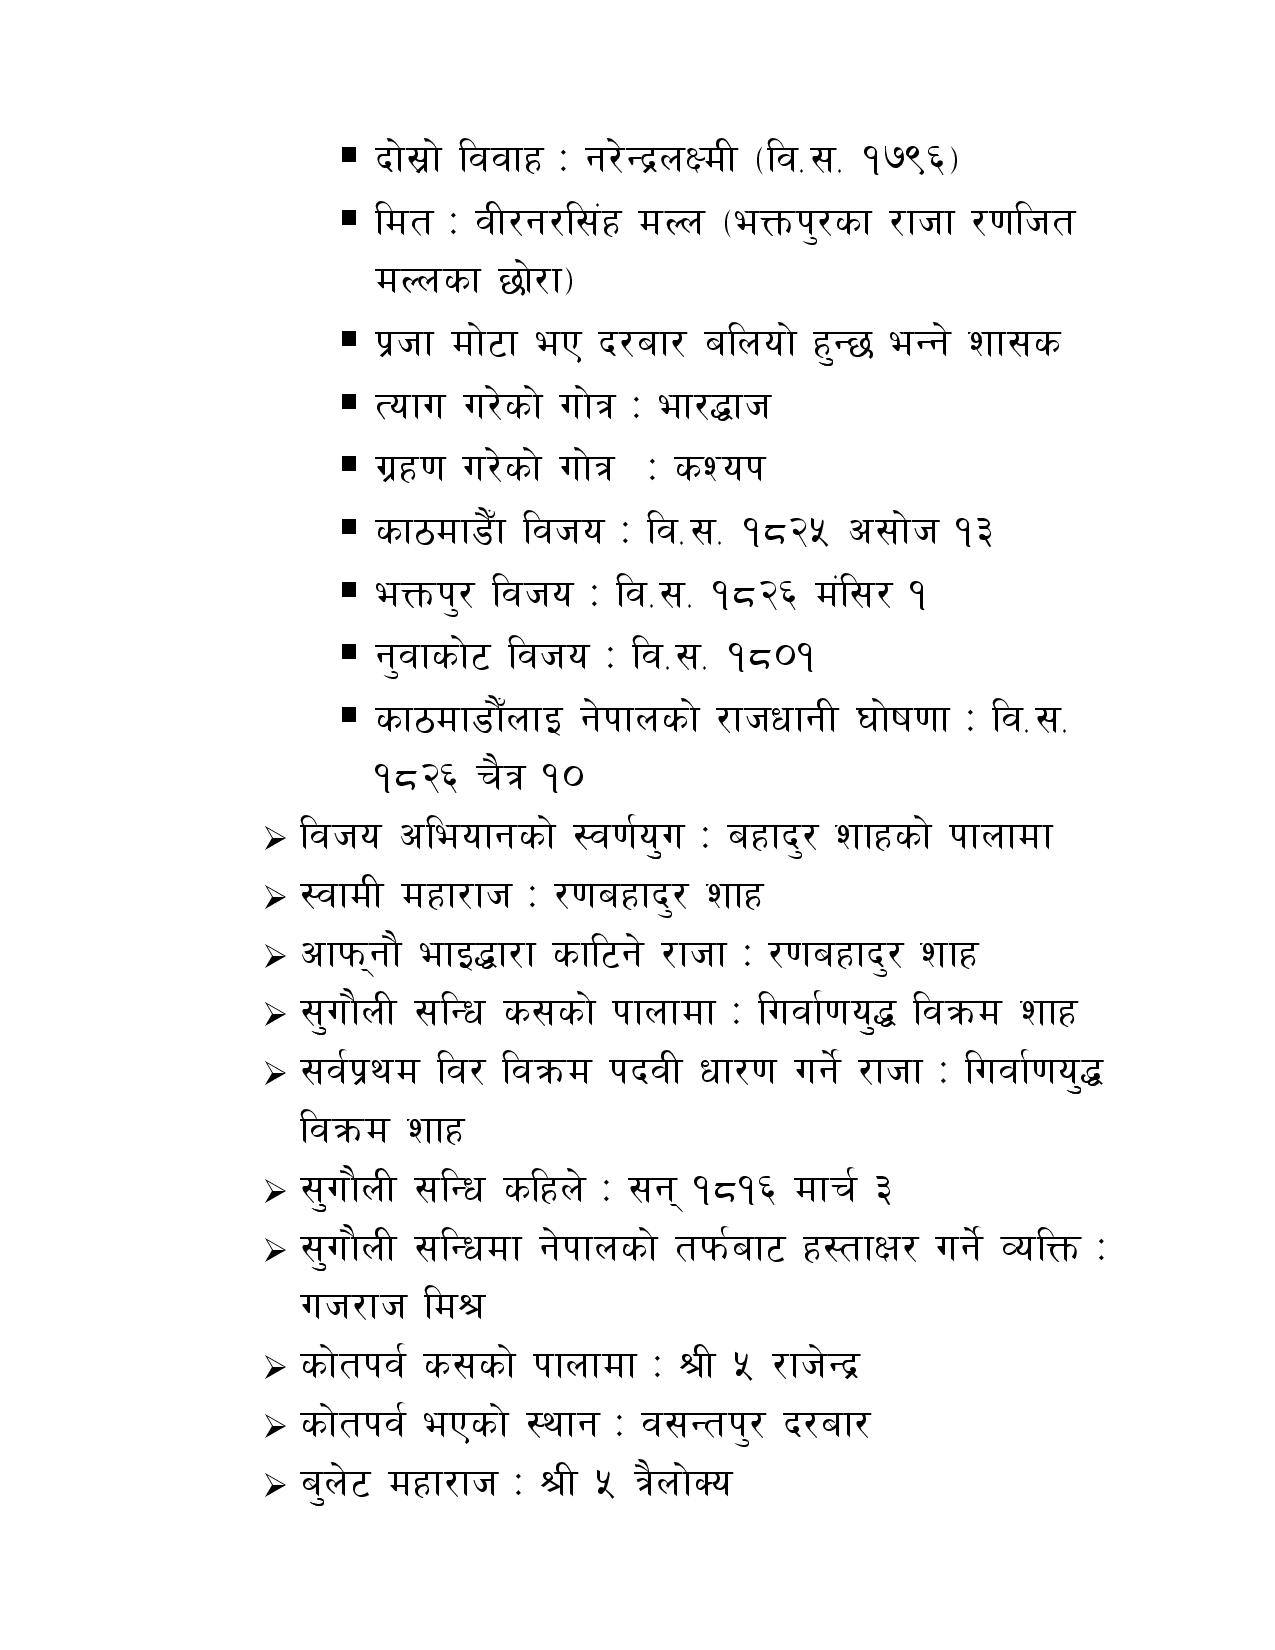 ▪ दोस्रो विवाह : नरेन्द्रलक्ष्मी (वि.स. १७९६)
▪ मित : वीरनरसिंह मल्ल (भक्तपुरका राजा रणजित
मल्लका छोरा)
▪ प्रजा मोटा भए दरबार बलियो हुन्छ भन्ने शासक
▪ त्याग गरेको गोत्र : भारद्धाज
▪ ग्रहण गरेको गोत्र : कश्यप
▪ काठमाडैाँ विजय : वि.स. १८२५ असोज १३
▪ भक्तपुर विजय : वि.स. १८२६ मंसिर १
▪ नुवाकोट विजय : वि.स. १८०१
▪ काठमाडौँलाइ नेपालको राजधानी घोषणा : वि.स.
१८२६ चैत्र १०
➢ विजय अभियानको स्वर्णयुग : बहादुर शाहको पालामा
➢ स्वामी महाराज : रणबहादुर शाह
➢ आफ्नौ भाइद्धारा काटिने राजा : रणबहादुर शाह
➢ सुगौली सन्धि कसको पालामा : गिर्वाणयुद्ध विक्रम शाह
➢ सर्वप्रथम विर विक्रम पदवी धारण गर्ने राजा : गिर्वाणयुद्ध
विक्रम शाह
➢ सुगौली सन्धि कहिले : सन् १८१६ मार्च ३
➢ सुगौली सन्धिमा नेपालको तर्फबाट हस्ताक्षर गर्ने व्यक्ति :
गजराज मिश्र
➢ कोतपर्व कसको पालामा : श्री ५ राजेन्द्र
➢ कोतपर्व भएको स्थान : वसन्तपुर दरबार
➢ बुलेट महाराज : श्री ५ त्रैलोक्य